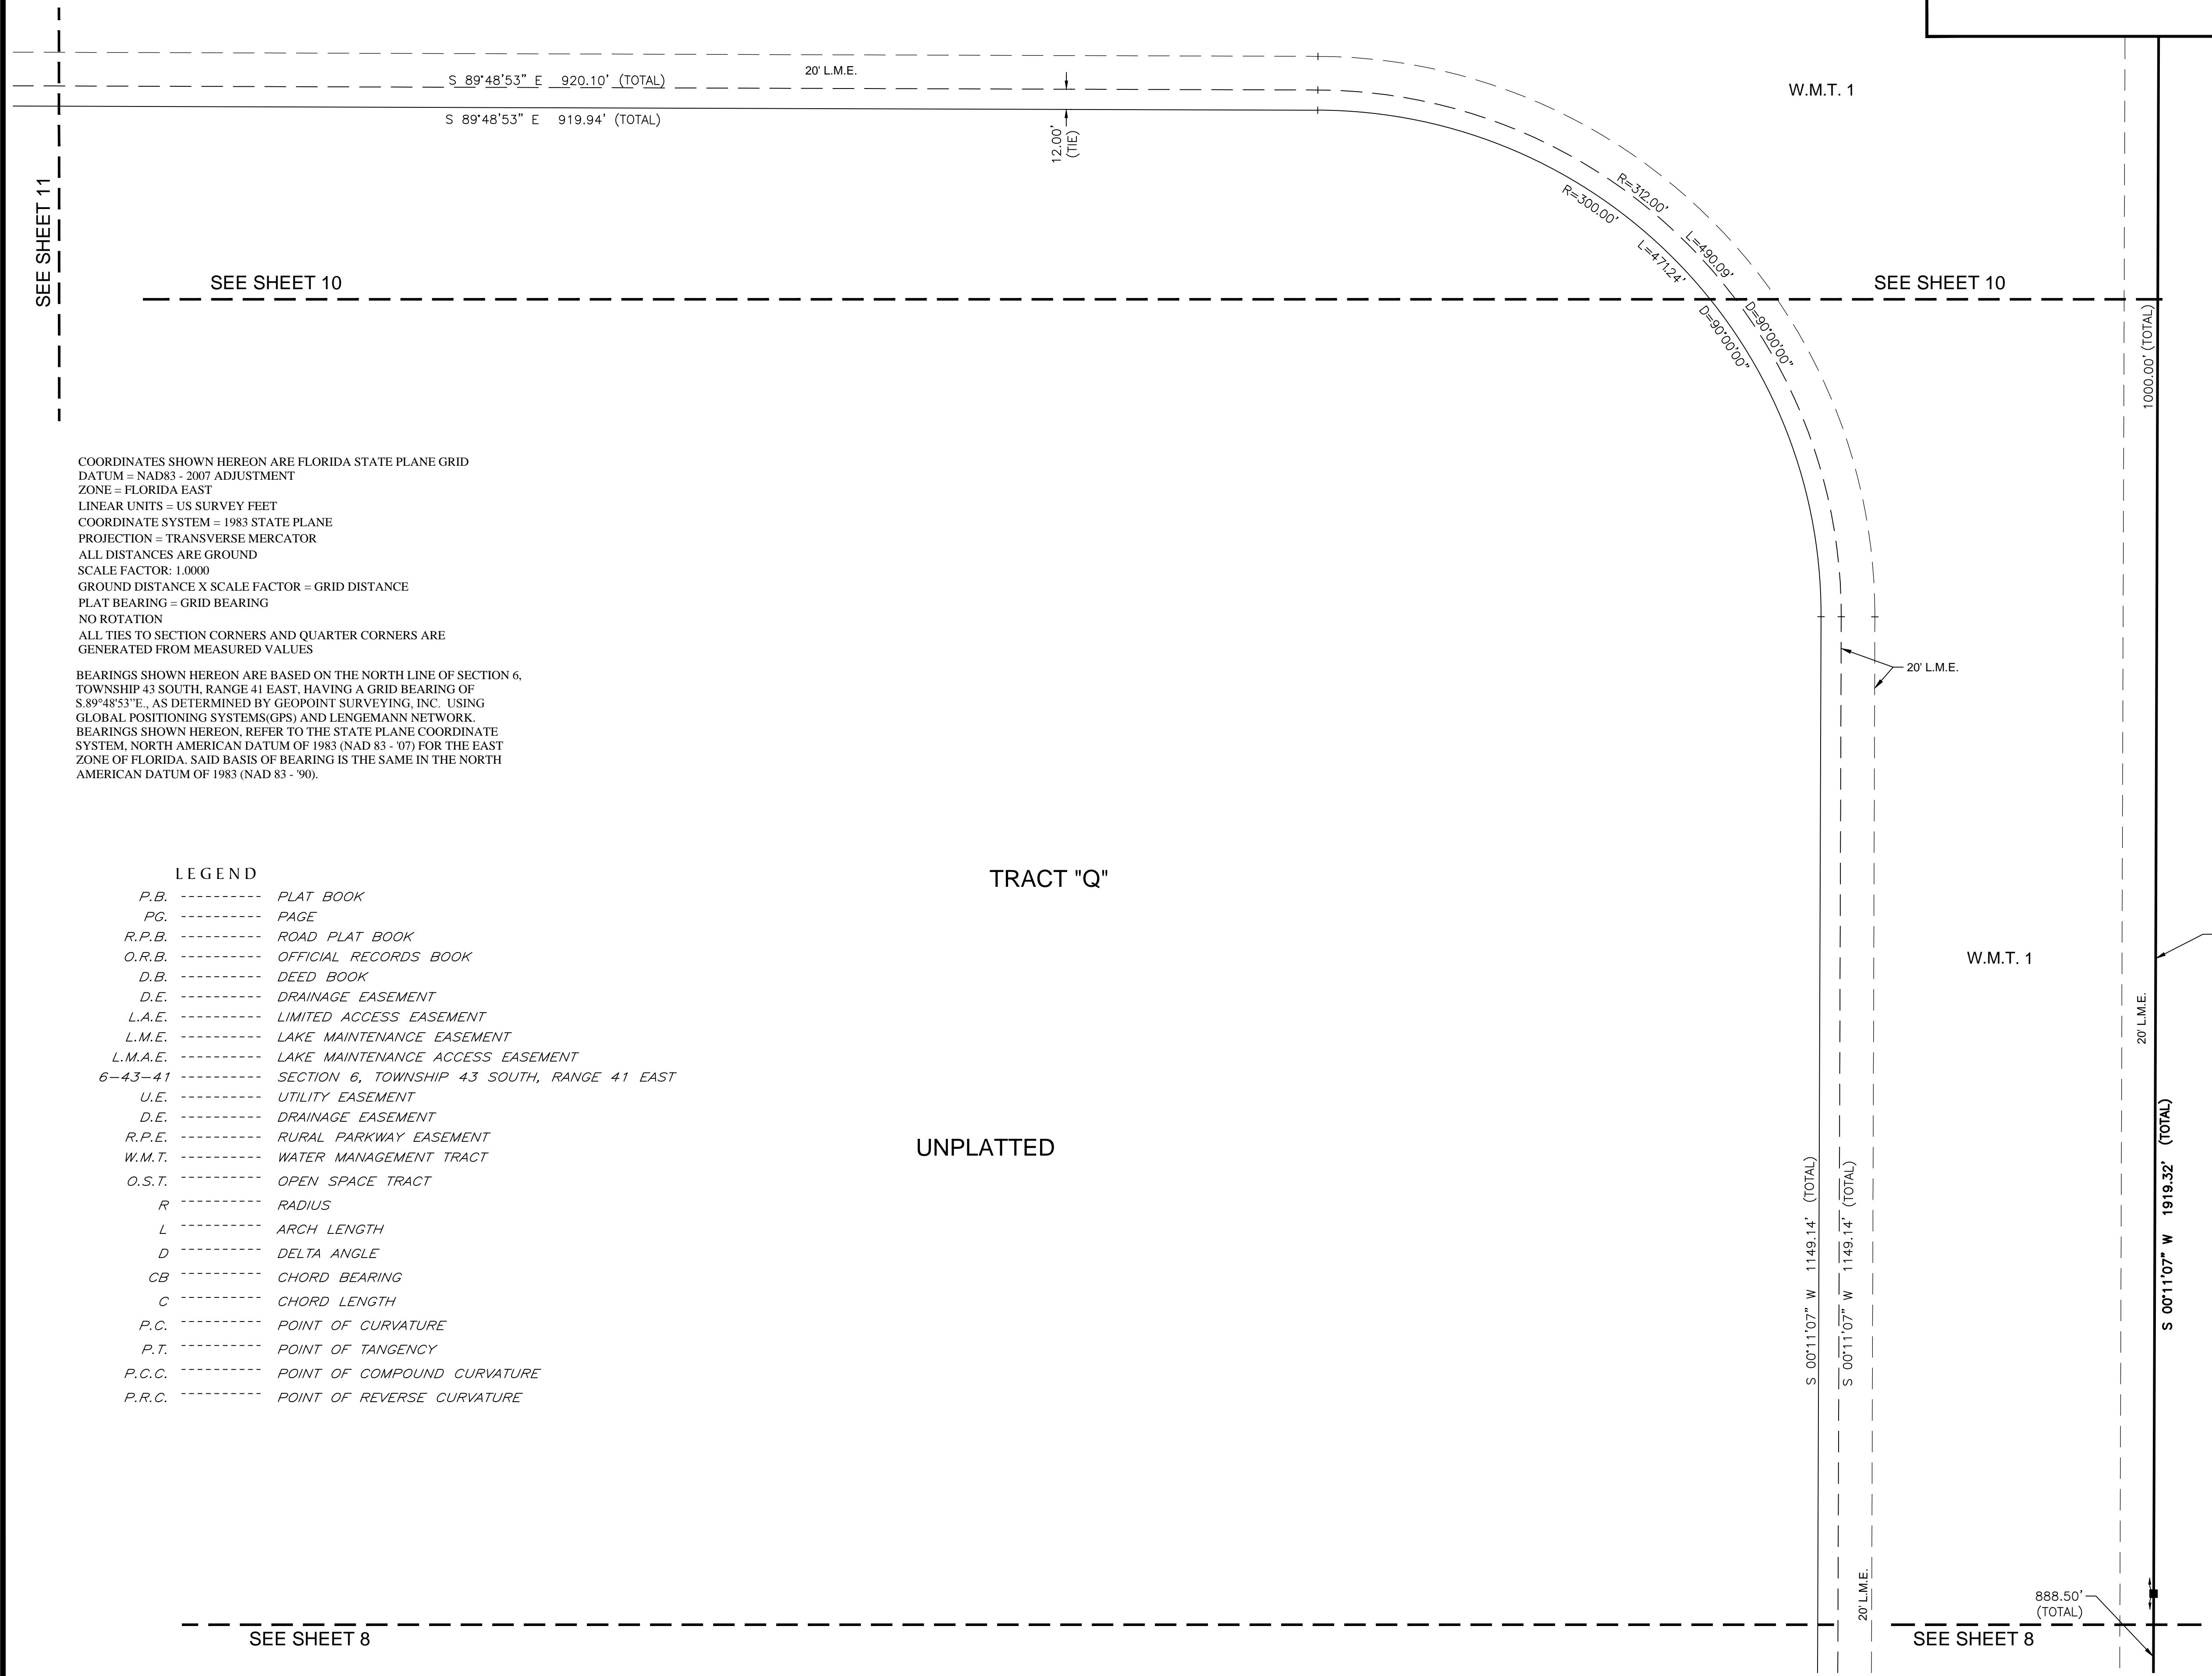 S 89°48'53" E 920.10' (TOTAL)
20' L.M.E.
W.M.T. 1
S 89°48'53" E 919.94' (TOTAL)
12.00'
(TIE)
SEE SHEET 11
R=312.00'
R=300.00'
L=490.09'
L=471.24'
SEE SHEET 10
SEE SHEET 10
D=90°00'00"
D=90°00'00"
1000.00' (TOTAL)
COORDINATES SHOWN HEREON ARE FLORIDA STATE PLANE GRID
DATUM = NAD83 - 2007 ADJUSTMENT
ZONE = FLORIDA EAST
LINEAR UNITS = US SURVEY FEET
COORDINATE SYSTEM = 1983 STATE PLANE
PROJECTION = TRANSVERSE MERCATOR
ALL DISTANCES ARE GROUND
SCALE FACTOR: 1.0000
GROUND DISTANCE X SCALE FACTOR = GRID DISTANCE
PLAT BEARING = GRID BEARING
NO ROTATION
ALL TIES TO SECTION CORNERS AND QUARTER CORNERS ARE
GENERATED FROM MEASURED VALUES
BEARINGS SHOWN HEREON ARE BASED ON THE NORTH LINE OF SECTION 6,
TOWNSHIP 43 SOUTH, RANGE 41 EAST, HAVING A GRID BEARING OF
S.89°48'53"E., AS DETERMINED BY GEOPOINT SURVEYING, INC. USING
GLOBAL POSITIONING SYSTEMS(GPS) AND LENGEMANN NETWORK.
BEARINGS SHOWN HEREON, REFER TO THE STATE PLANE COORDINATE
SYSTEM, NORTH AMERICAN DATUM OF 1983 (NAD 83 - '07) FOR THE EAST
ZONE OF FLORIDA. SAID BASIS OF BEARING IS THE SAME IN THE NORTH
AMERICAN DATUM OF 1983 (NAD 83 - '90).
20' L.M.E.
LEGEND
P.B. ---------- PLAT BOOK
PG. ---------- PAGE
R.P.B. ---------- ROAD PLAT BOOK
O.R.B. ---------- OFFICIAL RECORDS BOOK
D.B. ---------- DEED BOOK
D.E. ---------- DRAINAGE EASEMENT
L.A.E. ---------- LIMITED ACCESS EASEMENT
L.M.E. ---------- LAKE MAINTENANCE EASEMENT
L.M.A.E. ---------- LAKE MAINTENANCE ACCESS EASEMENT
6-43-41 ---------- SECTION 6, TOWNSHIP 43 SOUTH, RANGE 41 EAST
U.E. ---------- UTILITY EASEMENT
D.E. ---------- DRAINAGE EASEMENT
R.P.E. ---------- RURAL PARKWAY EASEMENT
W.M.T. ---------- WATER MANAGEMENT TRACT
O.S.T. ---------- OPEN SPACE TRACT
R ---------- RADIUS
L ---------- ARCH LENGTH
D ---------- DELTA ANGLE
CB ---------- CHORD BEARING
C ---------- CHORD LENGTH
P.C. ---------- POINT OF CURVATURE
P.T. ---------- POINT OF TANGENCY
P.C.C. ---------- POINT OF COMPOUND CURVATURE
P.R.C. ---------- POINT OF REVERSE CURVATURE
TRACT "Q"
UNPLATTED
W.M.T. 1
20' L.M.E.
S 00°11'07" W 1149.14' (TOTAL)
S 00°11'07" W 1149.14' (TOTAL)
S 00°11'07" W 1919.32' (TOTAL)
20' L.M.E.
888.50'
(TOTAL)
SEE SHEET 8
SEE SHEET 8